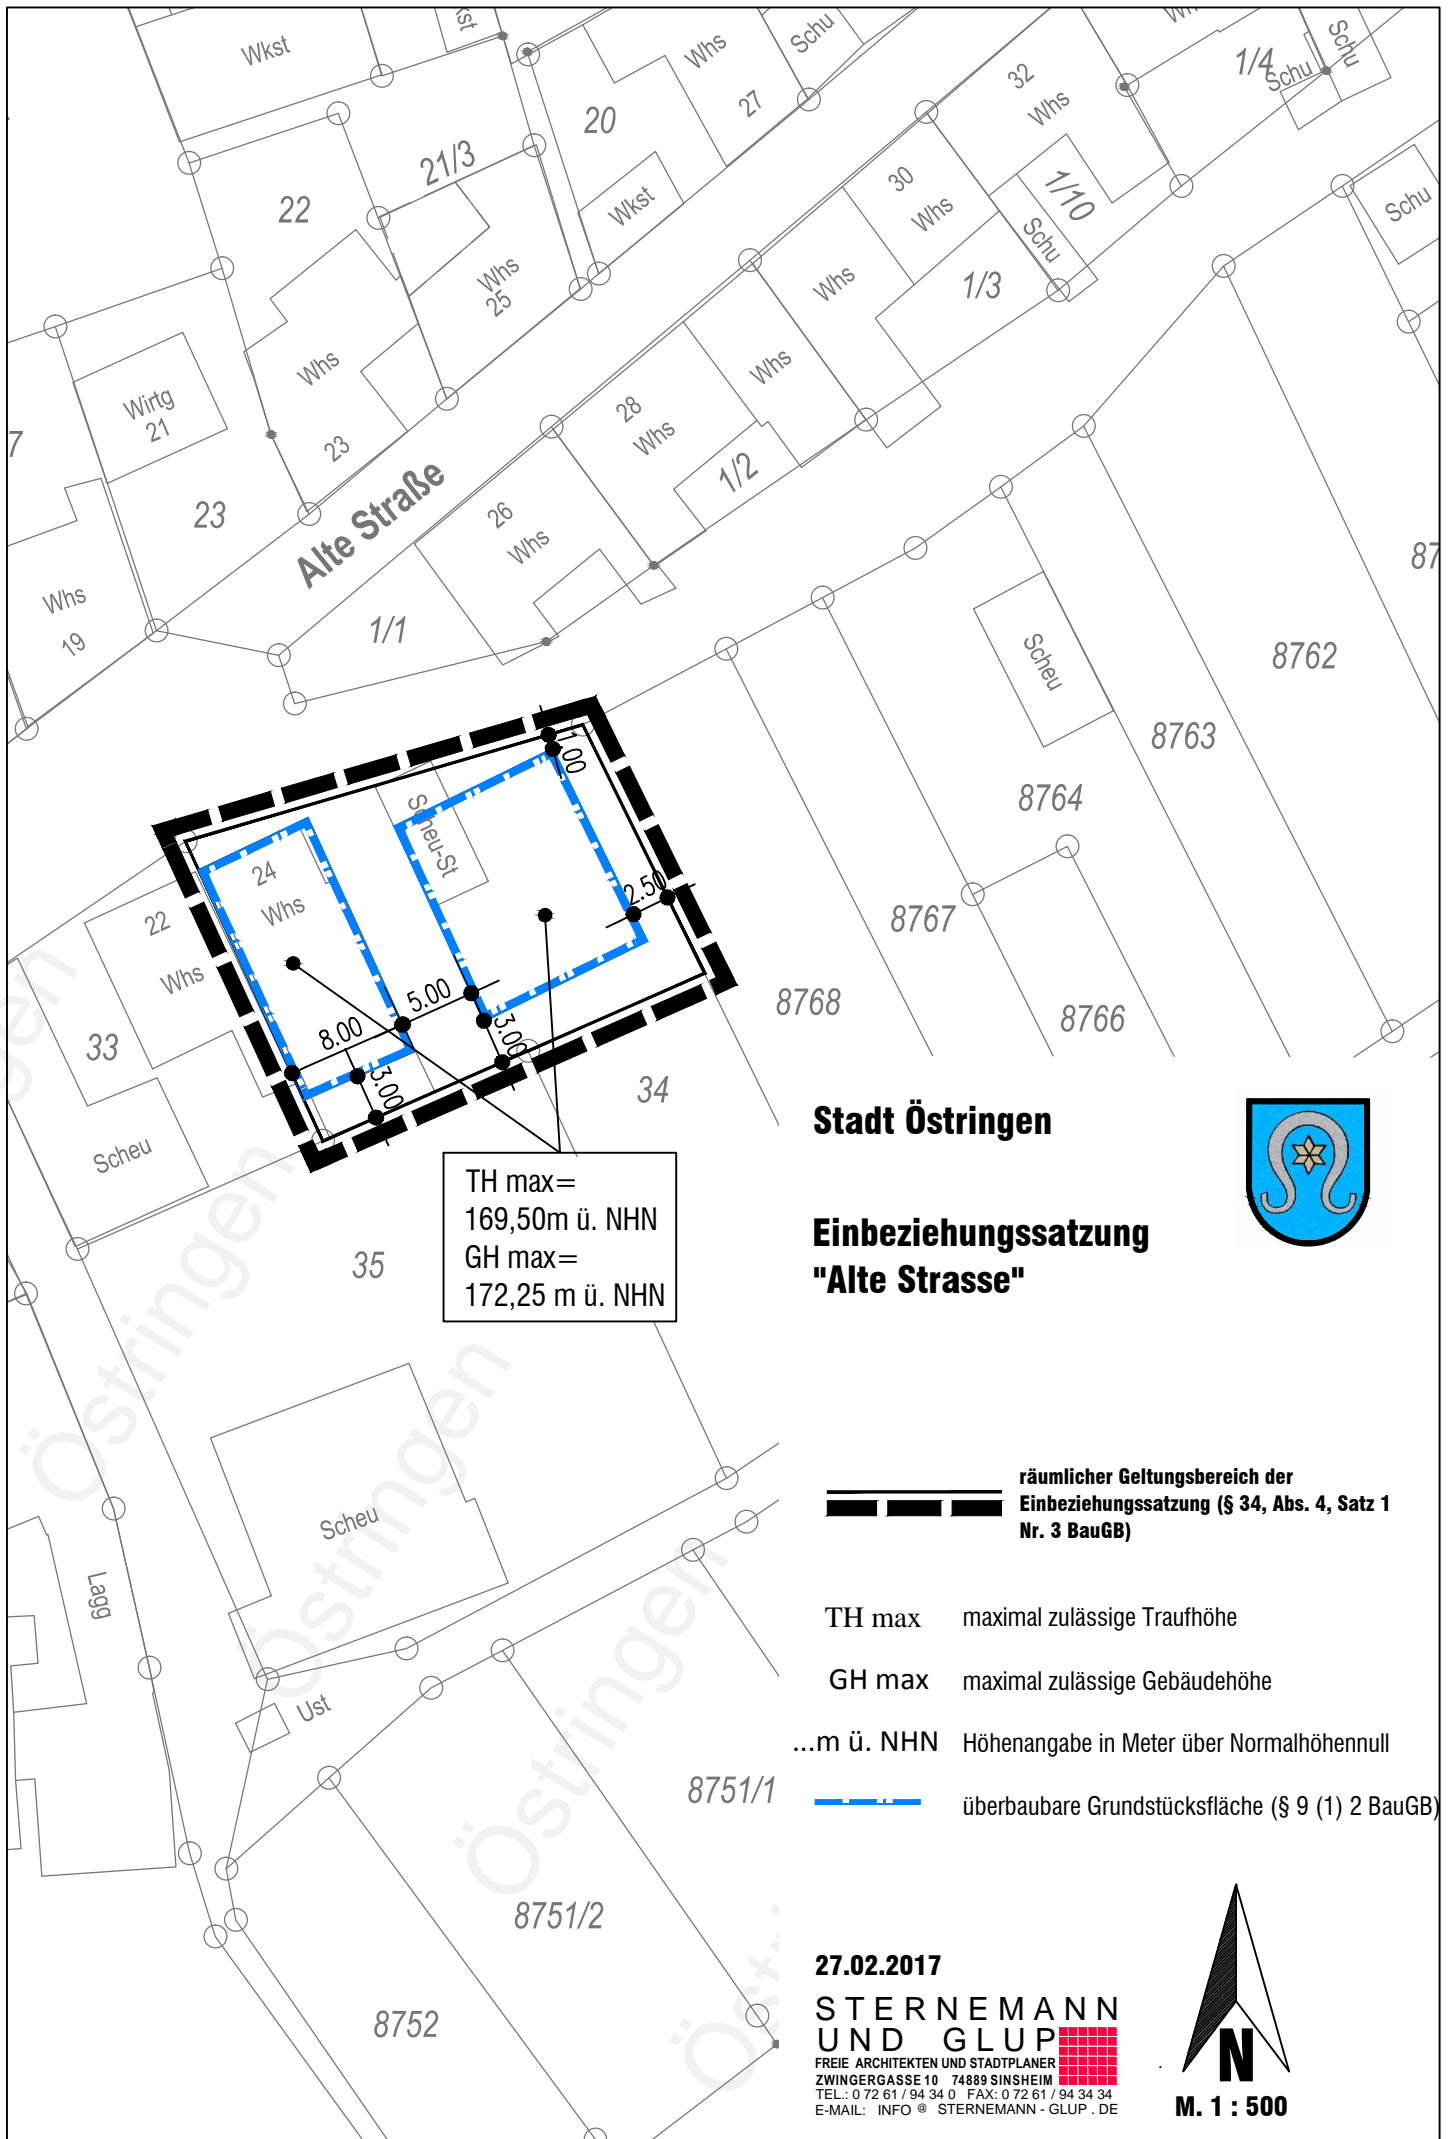 Wkst
kst
Whs
Schu
27
20
Wkst
21/3
22
Whs
25
32
Whs
1/4
Schu
Schu
30
Whs
1/10
Schu
Schu
1/3
Whs
Whs
Whs
23
Wirtg
21
7
23
Alte Straße
28
Whs
1/2
26
Whs
Whs
19
1/1
87
8762
Scheu
8763
8764
8767
8766
8768
1.00
Scheu-St
2.50
24
Whs
22
Whs
33
5.00
8.00
3.00
3.00
34
Scheu
TH max=
169,50m ü. NHN
GH max=
172,25 m ü. NHN
35
Scheu
Lagg
Ust
8751/1
8751/2
8752
Östringen
Östringen
Östringen
Stadt Östringen
Einbeziehungssatzung
"Alte Strasse"
räumlicher Geltungsbereich der
Einbeziehungssatzung (§ 34, Abs. 4, Satz 1
Nr. 3 BauGB)
TH max maximal zulässige Traufhöhe
GH max maximal zulässige Gebäudehöhe
...m ü. NHN Höhenangabe in Meter über Normalhöhennull
überbaubare Grundstücksfläche (§ 9 (1) 2 BauGB)
27.02.2017
STERNEMANN
UND GLUP
FREIE ARCHITEKTEN UND STADTPLANER
ZWINGERGASSE 10 74889 SINSHEIM
TEL.: 0 72 61 / 94 34 0 FAX: 0 72 61 / 94 34 34
E-MAIL: INFO @ STERNEMANN - GLUP . DE
N
M. 1 : 500